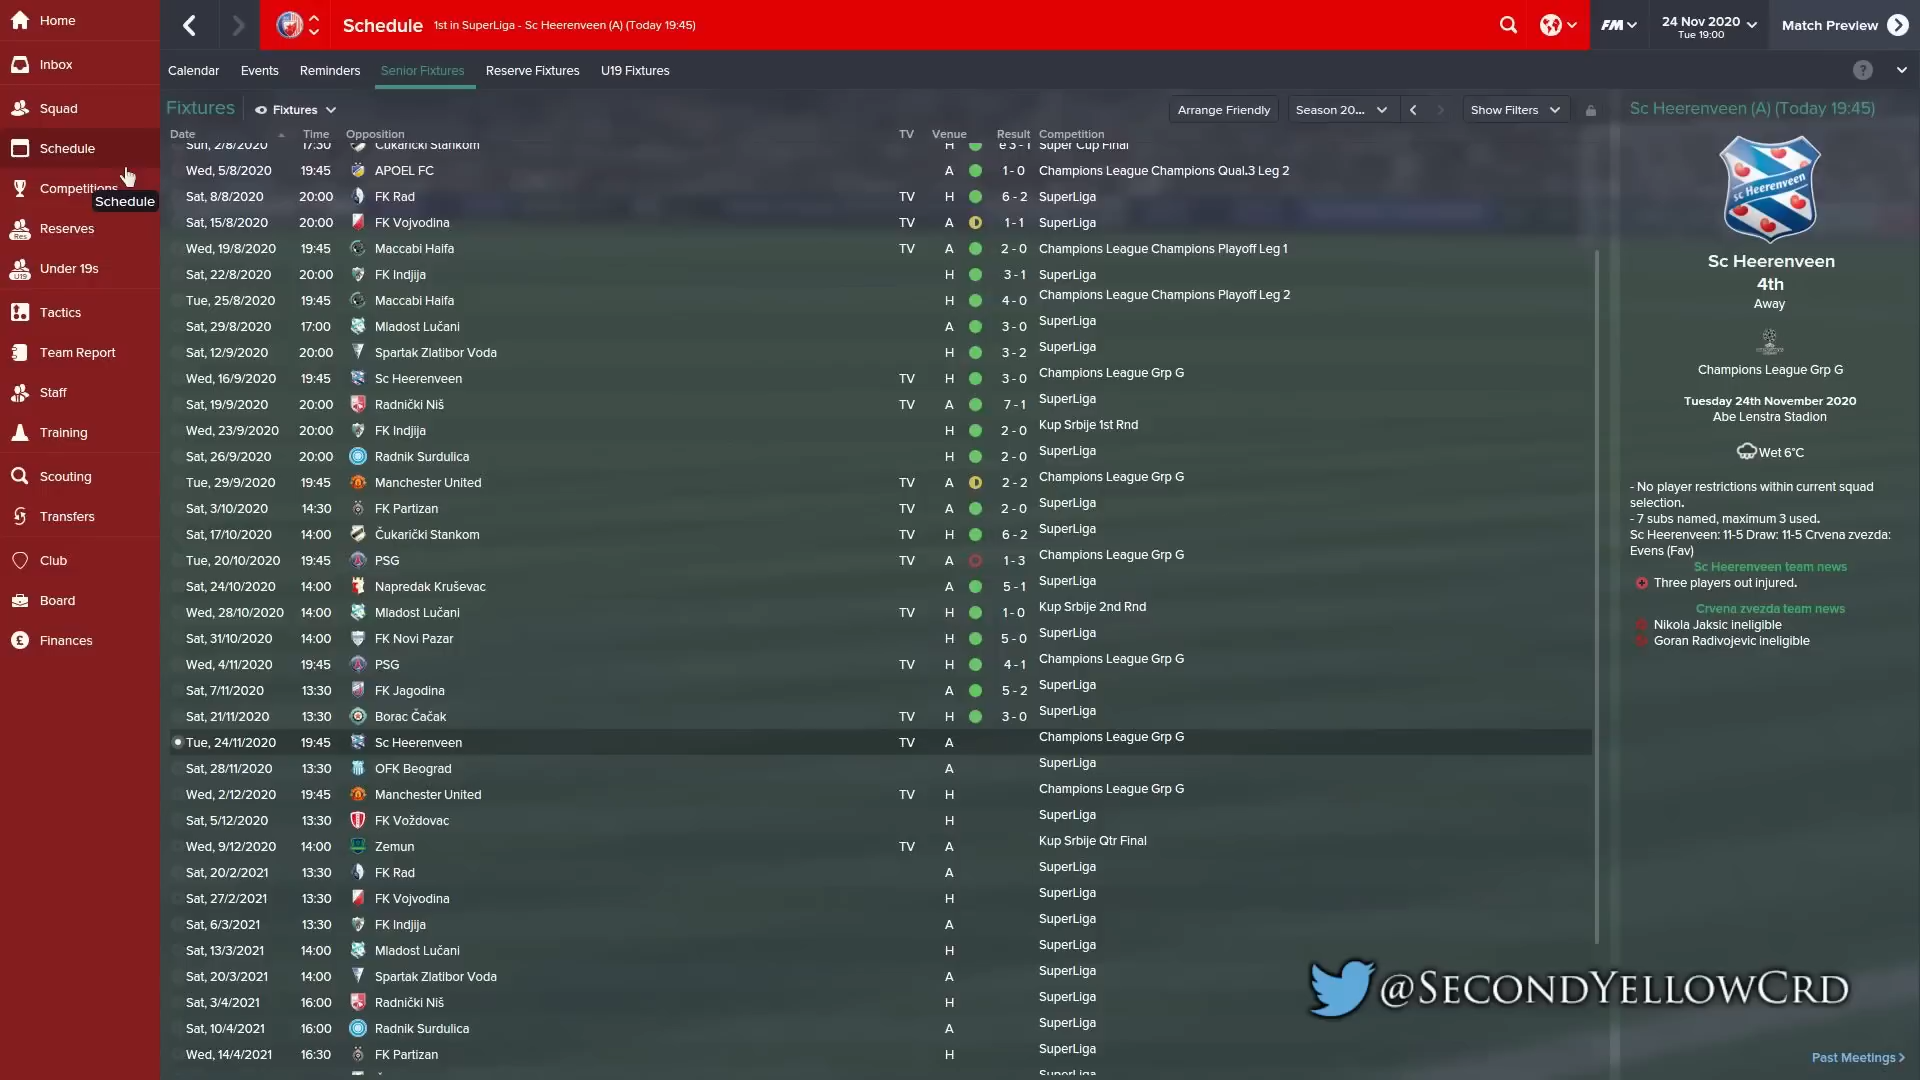 Home
Inbox
Squad
Schedule
Competitions
Schedule
Reserves
Under 19s
Tactics
Team Report
Staff
Training
Scouting
Transfers
Club
Board
Finances
Schedule 1st in SuperLiga - Sc Heerenveen (A) (Today 19:45)
FM 24 Nov 2020
Tue 19:00
Match Preview
Calendar Events Reminders Senior Fixtures Reserve Fixtures U19 Fixtures
Fixtures Fixtures Arrange Friendly Season 20... Show Filters
Date Time Opposition TV Venue Result Competition
Sun, 2/8/2020 17:30 Čukarički Stankom H e 3 - 1 Super Cup Final
Wed, 5/8/2020 19:45 APOEL FC A 1 - 0 Champions League Champions Qual.3 Leg 2
Sat, 8/8/2020 20:00 FK Rad TV H 6 - 2 SuperLiga
Sat, 15/8/2020 20:00 FK Vojvodina TV A 1 - 1 SuperLiga
Wed, 19/8/2020 19:45 Maccabi Haifa TV A 2 - 0 Champions League Champions Playoff Leg 1
Sat, 22/8/2020 20:00 FK Indjija H 3 - 1 SuperLiga
Tue, 25/8/2020 19:45 Maccabi Haifa H 4 - 0 Champions League Champions Playoff Leg 2
Sat, 29/8/2020 17:00 Mladost Lučani A 3 - 0 SuperLiga
Sat, 12/9/2020 20:00 Spartak Zlatibor Voda H 3 - 2 SuperLiga
Wed, 16/9/2020 19:45 Sc Heerenveen TV H 3 - 0 Champions League Grp G
Sat, 19/9/2020 20:00 Radnički Niš TV A 7 - 1 SuperLiga
Wed, 23/9/2020 20:00 FK Indjija H 2 - 0 Kup Srbije 1st Rnd
Sat, 26/9/2020 20:00 Radnik Surdulica H 2 - 0 SuperLiga
Tue, 29/9/2020 19:45 Manchester United TV A 2 - 2 Champions League Grp G
Sat, 3/10/2020 14:30 FK Partizan TV A 2 - 0 SuperLiga
Sat, 17/10/2020 14:00 Čukarički Stankom TV H 6 - 2 SuperLiga
Tue, 20/10/2020 19:45 PSG TV A 1 - 3 Champions League Grp G
Sat, 24/10/2020 14:00 Napredak Kruševac A 5 - 1 SuperLiga
Wed, 28/10/2020 14:00 Mladost Lučani TV H 1 - 0 Kup Srbije 2nd Rnd
Sat, 31/10/2020 14:00 FK Novi Pazar H 5 - 0 SuperLiga
Wed, 4/11/2020 19:45 PSG TV H 4 - 1 Champions League Grp G
Sat, 7/11/2020 13:30 FK Jagodina A 5 - 2 SuperLiga
Sat, 21/11/2020 13:30 Borac Čačak TV H 3 - 0 SuperLiga
Tue, 24/11/2020 19:45 Sc Heerenveen TV A Champions League Grp G
Sat, 28/11/2020 13:30 OFK Beograd A SuperLiga
Wed, 2/12/2020 19:45 Manchester United TV H Champions League Grp G
Sat, 5/12/2020 13:30 FK Voždovac H SuperLiga
Wed, 9/12/2020 14:00 Zemun TV A Kup Srbije Qtr Final
Sat, 20/2/2021 13:30 FK Rad A SuperLiga
Sat, 27/2/2021 13:30 FK Vojvodina H SuperLiga
Sat, 6/3/2021 13:30 FK Indjija A SuperLiga
Sat, 13/3/2021 14:00 Mladost Lučani H SuperLiga
Sat, 20/3/2021 14:00 Spartak Zlatibor Voda A SuperLiga
Sat, 3/4/2021 16:00 Radnički Niš H SuperLiga
Sat, 10/4/2021 16:00 Radnik Surdulica A SuperLiga
Wed, 14/4/2021 16:30 FK Partizan H SuperLiga
SuperLiga
Sc Heerenveen (A) (Today 19:45)
sc Heerenveen
Sc Heerenveen
4th
Away
Champions League Grp G
Tuesday 24th November 2020
Abe Lenstra Stadion
Wet 6°C
- No player restrictions within current squad
selection.
- 7 subs named, maximum 3 used.
Sc Heerenveen: 11-5 Draw: 11-5 Crvena zvezda:
Evens (Fav)
Sc Heerenveen team news
Three players out injured.
Crvena zvezda team news
Nikola Jaksic ineligible
Goran Radivojevic ineligible
@SecondYellowCrd
Past Meetings >